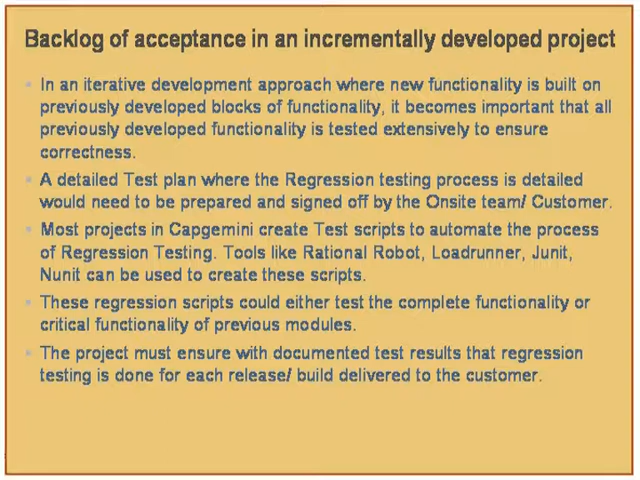 Backlog of acceptance in an incrementally developed project
In an iterative development approach where new functionality is built on
previously developed blocks of functionality, it becomes important that all
previously developed functionality is tested extensively to ensure
correctness.
A detailed Test plan where the Regression testing process is detailed
would need to be prepared and signed off by the Onsite team/ Customer.
Most projects in Capgemini create Test scripts to automate the process
of Regression Testing. Tools like Rational Robot, Loadrunner, Junit,
Nunit can be used to create these scripts.
These regression scripts could either test the complete functionality or
critical functionality of previous modules.
The project must ensure with documented test results that regression
testing is done for each release/ build delivered to the customer.